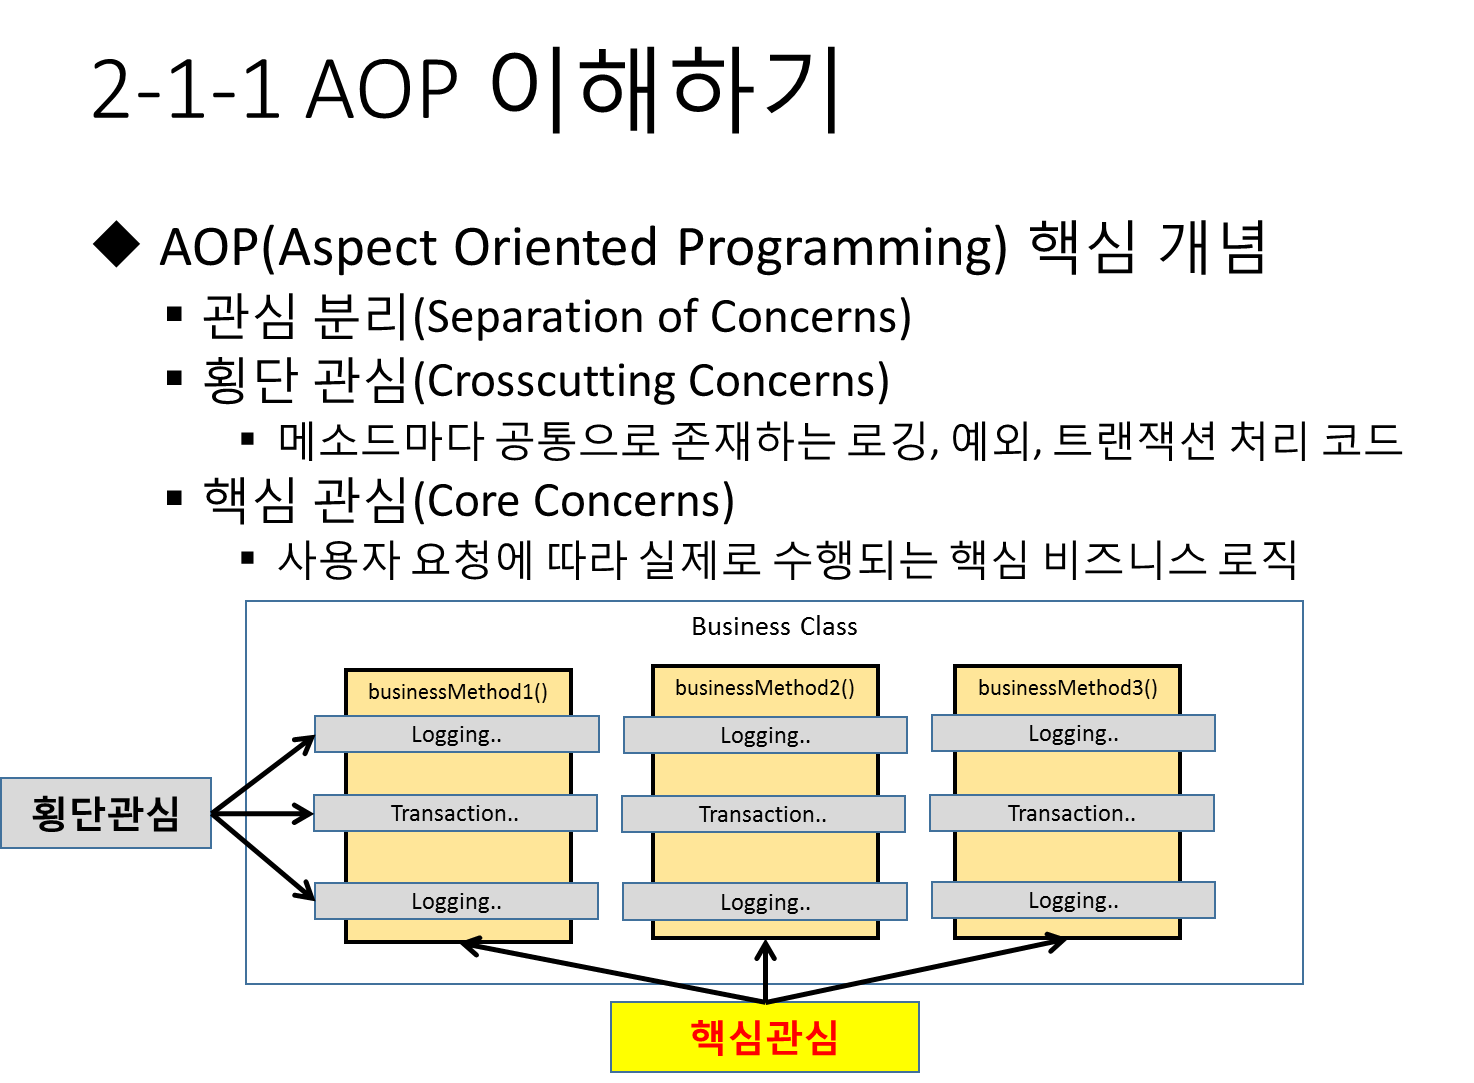 2-1-1 AOP 이해하기
◆ AOP(Aspect Oriented Programming) 핵심 개념
▪ 관심 분리(Separation of Concerns)
▪ 횡단 관심(Crosscutting Concerns)
▪ 메소드마다 공통으로 존재하는 로깅, 예외, 트랜잭션 처리 코드
▪ 핵심 관심(Core Concerns)
▪ 사용자 요청에 따라 실제로 수행되는 핵심 비즈니스 로직
Business Class
businessMethod1()
businessMethod2()
businessMethod3()
Logging..
Logging..
Logging..
횡단관심
Transaction..
Transaction..
Transaction..
Logging..
Logging..
Logging..
핵심관심